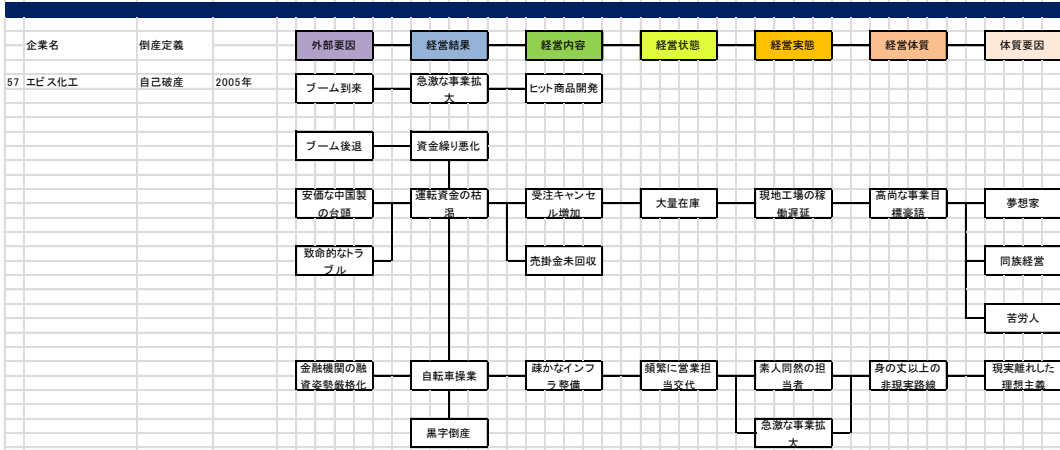 企業名 倒産定義 外部要因 経営結果 経営内容 経営状態 経営実態 経営体質 体質要因
57 エビス化工 自己破産 2005年
ブーム到来
急激な事業拡
大
ヒット商品開発
ブーム後退
資金繰り悪化
安価な中国製
の台頭
運転資金の枯
渇
受注キャンセ
ル増加
大量在庫
現地工場の稼
働遅延
高尚な事業目
標豪語
夢想家
致命的なトラ
ブル
売掛金未回収
同族経営
苦労人
金融機関の融
資姿勢厳格化
自転車操業
疎かなインフ
ラ整備
頻繁に営業担
当交代
素人同然の担
当者
身の丈以上の
非現実路線
現実離れした
理想主義
黒字倒産
急激な事業拡
大